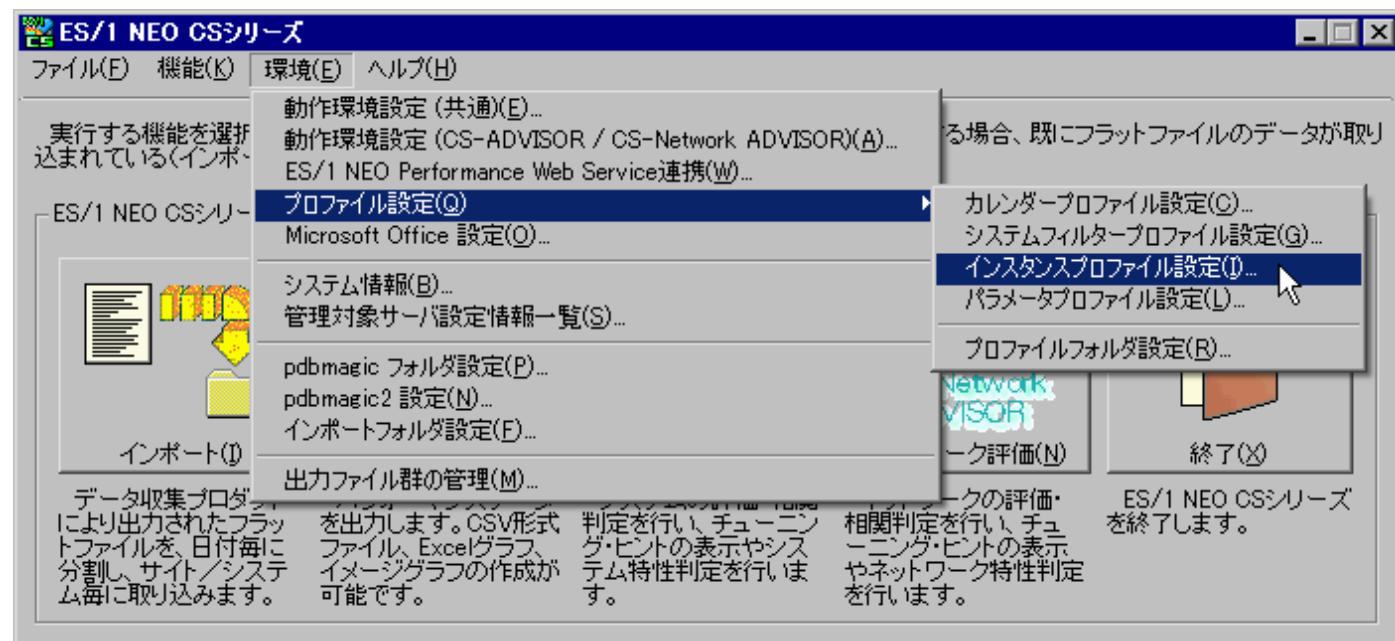 ES/1 NEO CSシリーズ
ファイル(F) 機能(K) 環境(E) ヘルプ(H)
実行する機能を選択
る場合、既にフラットファイルのデータが取り
込まれている(インポー
動作環境設定 (共通)(E)...
動作環境設定 (CS-ADVISOR / CS-Network ADVISOR)(A)...
ES/1 NEO Performance Web Service連携(W)...
プロファイル設定(Q)
Microsoft Office 設定(O)...
システム情報(B)...
管理対象サーバ設定情報一覧(S)...
pdbmagic フォルダ設定(P)...
pdbmagic2 設定(N)...
インポートフォルダ設定(F)...
出力ファイル群の管理(M)...
カレンダープロファイル設定(C)...
システムフィルタープロファイル設定(G)...
インスタンスプロファイル設定(I)...
パラメータプロファイル設定(L)...
プロファイルフォルダ設定(R)...
ES/1 NEO CSシリー
Network
VISOR
インポート(I)
ーク評価(N)
終了(X)
データ収集プロダ
により出力されたフラッ
トファイルを、日付毎に
分割し、サイト/システ
ム毎に取り込みます。
を出力します。CSV形式
ファイル、Excelグラフ、
イメージグラフの作成が
可能です。
判定を行い、チューニン
グ・ヒントの表示やシス
テム特性判定を行いま
す。
ークの評価・
相関判定を行い、チュ
ーニング・ヒントの表示
やネットワーク特性判定
を行います。
ES/1 NEO CSシリーズ
を終了します。